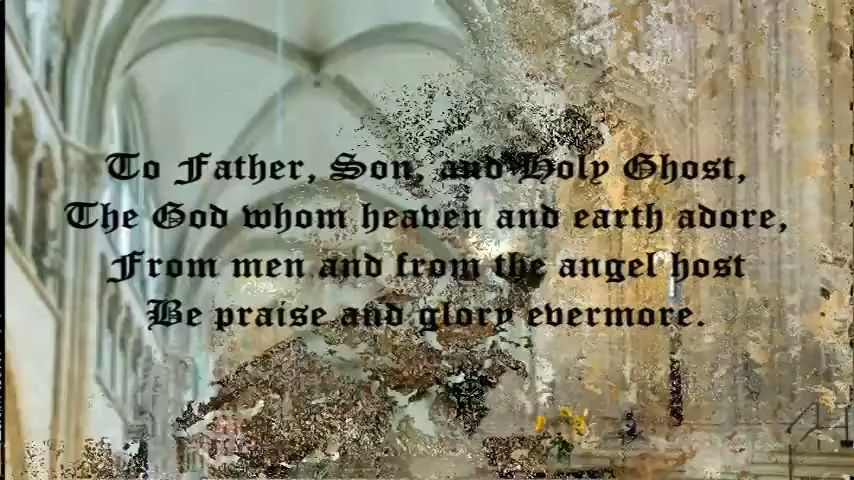 To Father, Son, and Holy Ghost,
The God whom heaven and earth adore,
From men and from the angel host
Be praise and glory evermore.